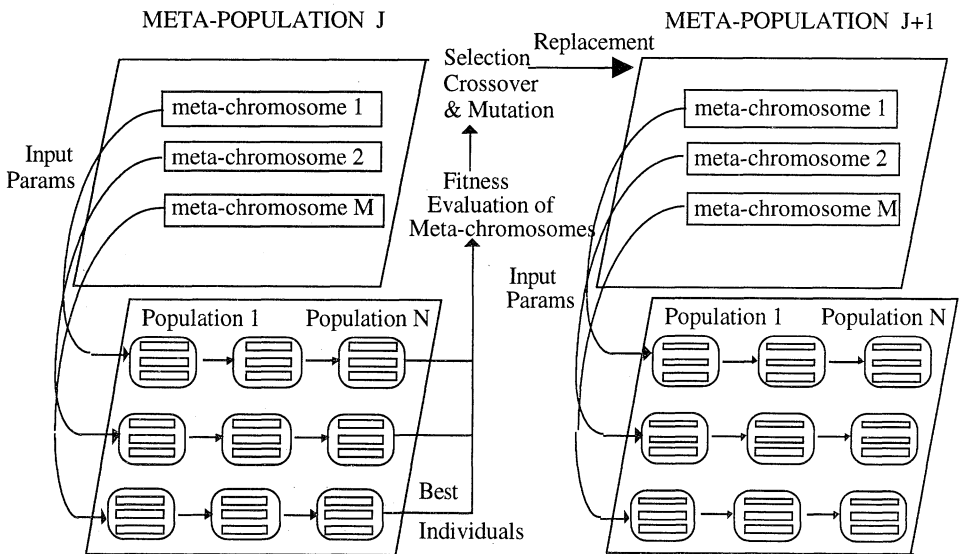 META-POPULATION J
meta-chromosome 1
meta-chromosome 2
meta-chromosome M
Input
Params
Population 1
Population N
Best
Individuals
Fitness
Evaluation of
Meta-chromosomes
Selection
Crossover
& Mutation
Replacement
META-POPULATION J+1
meta-chromosome 1
meta-chromosome 2
meta-chromosome M
Input
Params
Population 1
Population N